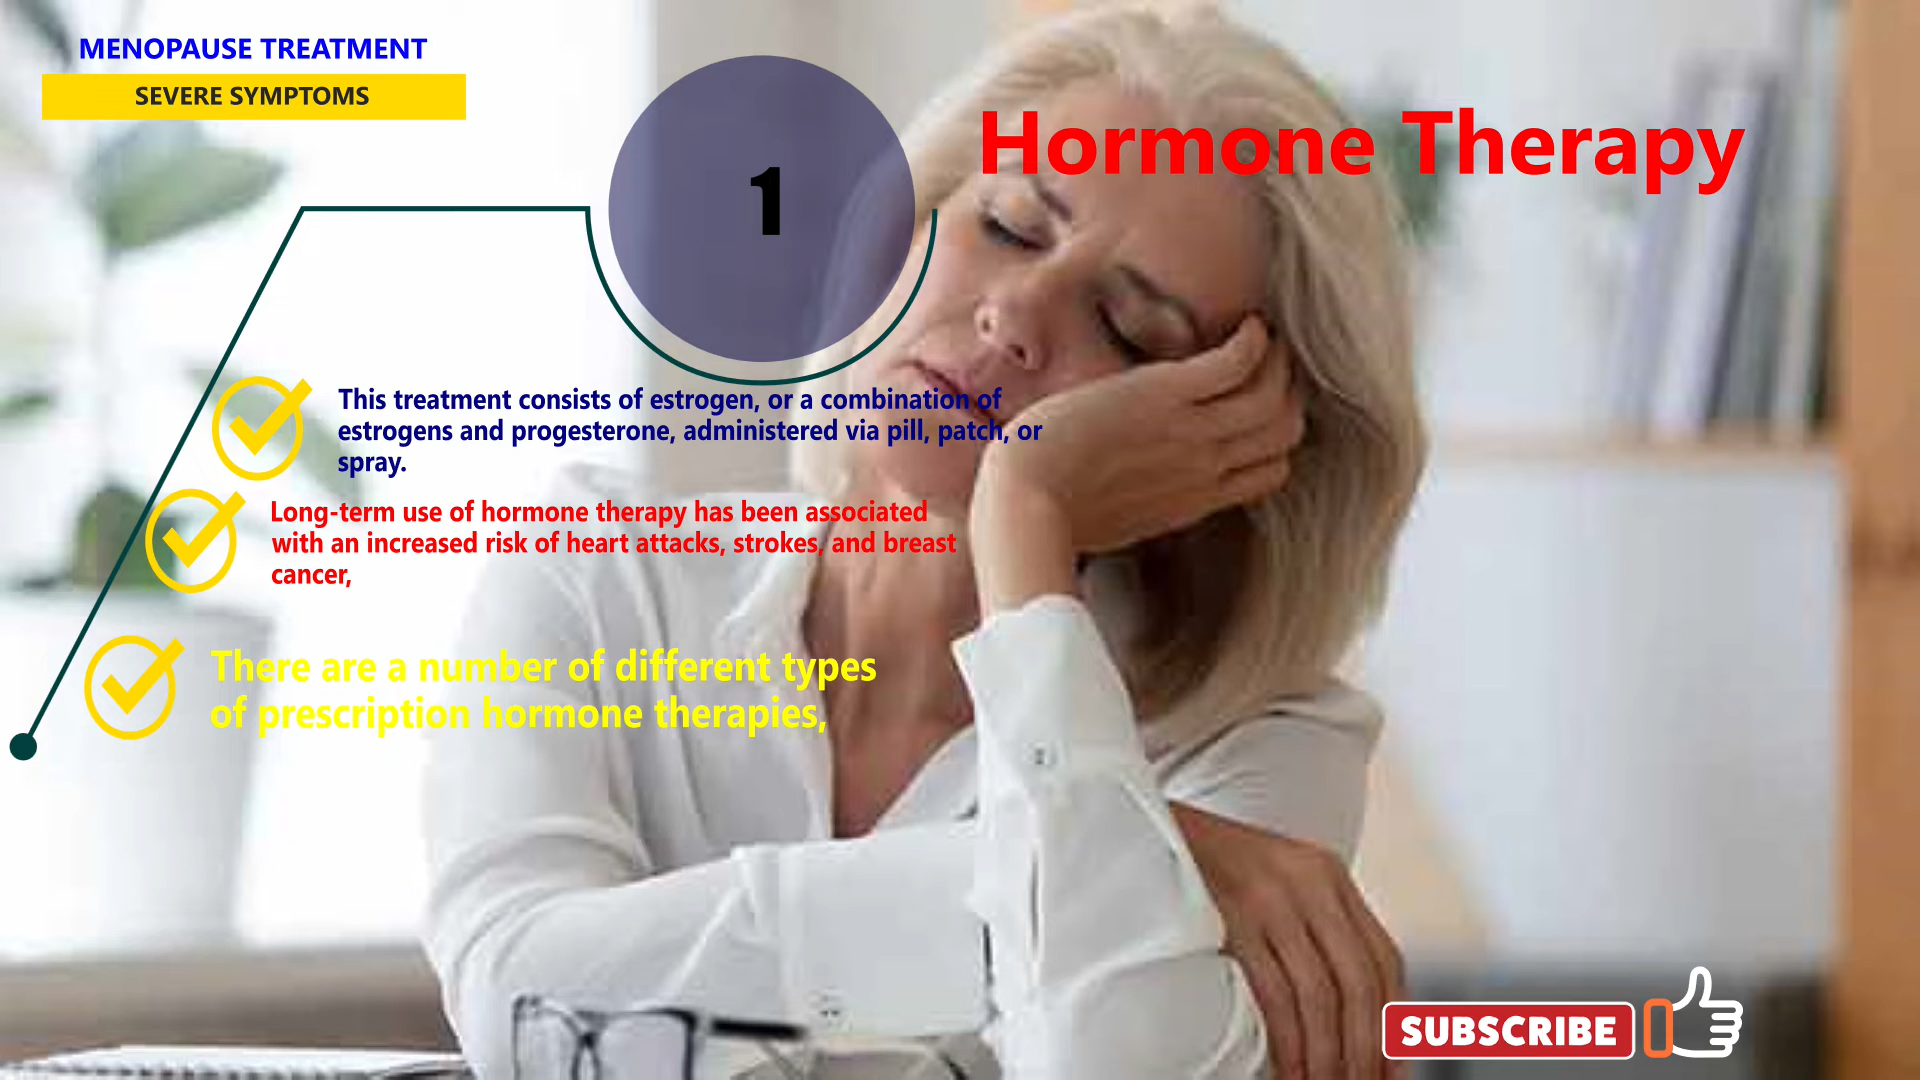 MENOPAUSE TREATMENT
SEVERE SYMPTOMS
1
Hormone Therapy
This treatment consists of estrogen, or a combination of
estrogens and progesterone, administered via pill, patch, or
spray.
Long-term use of hormone therapy has been associated
with an increased risk of heart attacks, strokes, and breast
cancer,
There are a number of different types
of prescription hormone therapies,
SUBSCRIBE